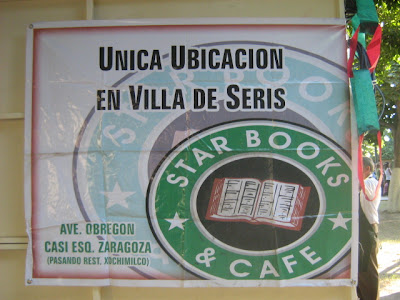 UNICA UBICACION
EN VILLA DE SERIS
STAR BOOKS
& CAFE
STAR BOOKS
AVE. OBREGON
CASI ESQ. ZARAGOZA
(PASANDO REST. XOCHIMILCO)